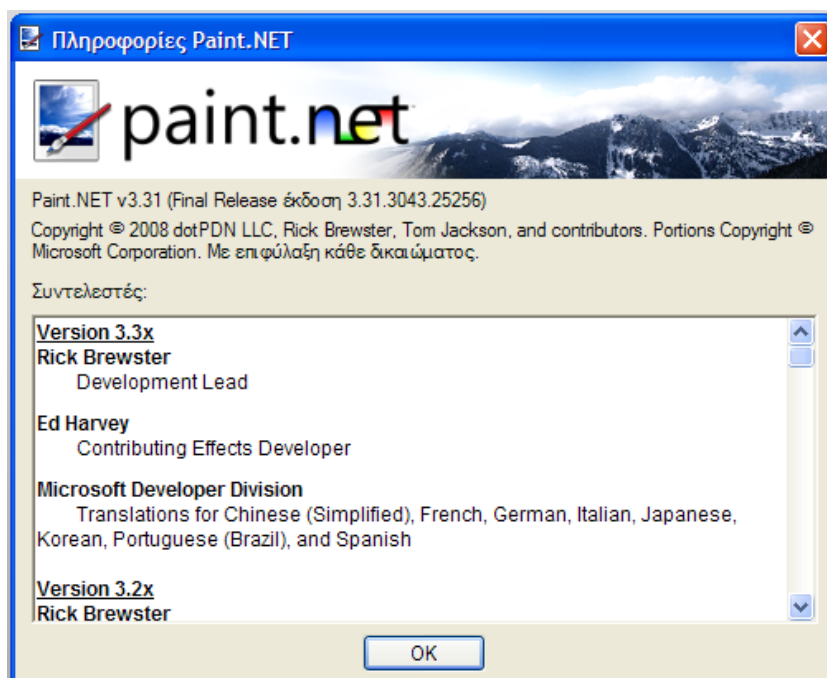 Πληροφορίες Paint.NET
paint.net
Paint.NET v3.31 (Final Release έκδοση 3.31.3043.25256)
Copyright © 2008 dotPDN LLC, Rick Brewster, Tom Jackson, and contributors. Portions Copyright ©
Microsoft Corporation. Με επιφύλαξη κάθε δικαιώματος.
Συντελεστές:
Version 3.3x
Rick Brewster
Development Lead
Ed Harvey
Contributing Effects Developer
Microsoft Developer Division
Translations for Chinese (Simplified), French, German, Italian, Japanese,
Korean, Portuguese (Brazil), and Spanish
Version 3.2x
Rick Brewster
OK